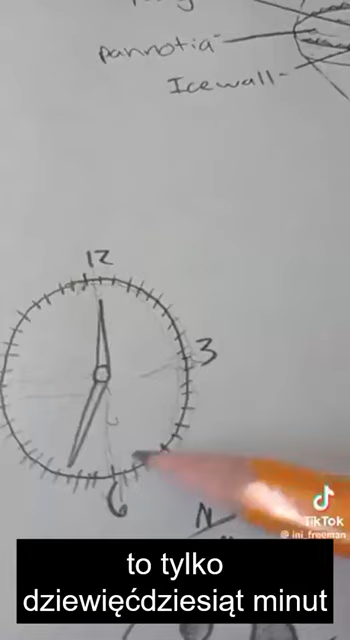 pannotia
Icewall
12
3
6
N
TikTok
@ ini_freeman
to tylko
dziewięćdziesiąt minut